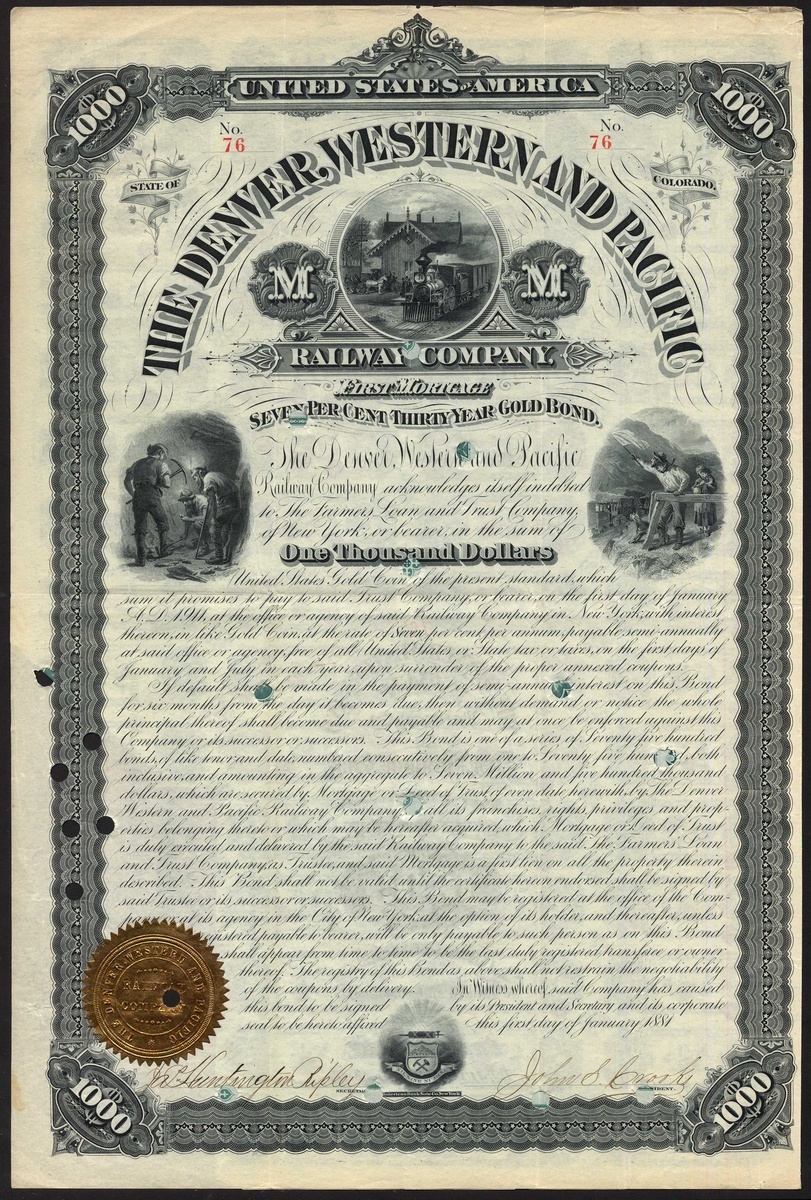 UNITED STATES OF AMERICA
1000
1000
No.
76
No.
76
STATE OF
COLORADO.
THE DENVER, WESTERN AND PACIFIC
M
M
RAILWAY COMPANY
FIRST MORTGAGE
SEVEN PER CENT THIRTY YEAR GOLD BOND.
The Denver, Western and Pacific
Railway Company acknowledges itself indebted
to The Farmers' Loan and Trust Company,
of New York, or bearer, in the sum of
One Thousand Dollars
United States Gold Coin, of the present standard, which
sum it promises to pay to said Trust Company, or bearer, on the first day of January
A.D. 1911, at the office or agency of said Railway Company in New York, with interest
thereon, in like Gold Coin, at the rate of Seven per cent per annum, payable semi-annually
at said office or agency, free of all United States or State tax or taxes, on the first days of
January and July in each year, upon surrender of the proper annexed coupons.
If default shall be made in the payment of semi-annual interest on this Bond
for six months from day it becomes due, then without demand or notice the whole
principal thereof shall become due and payable and may at once be enforced against this
Company or its successor or successors. This Bond is one of a series of Seventy five hundred
bonds, of like tenor and date, numbered consecutively from one to Seventy five hundred, both
inclusive, and amounting in the aggregate to Seven Million and five hundred thousand
dollars, which are secured by Mortgage or Deed of Trust, of even date herewith, by The Denver
Western and Pacific Railway Company, all its franchises, rights, privileges and prop-
erties belonging thereto or which may be hereafter acquired, which Mortgage or Deed of Trust
is duly executed and delivered by the said Railway Company to the said The Farmers' Loan
and Trust Company, as Trustee, and said Mortgage is a first lien on all the property therein
described. This Bond shall not be valid until the certificate hereon endorsed shall be signed by
said Trustee or its successor or successors. This Bond may be registered at the office of the Com-
pany or at its agency in the City of New York, at the option of its holder, and thereafter, unless
registered payable to bearer, will be only payable to such person as on this Bond
shall appear from time to time to be the last duly registered transferee or owner
thereof. The registry of this Bond as above shall not restrain the negotiability
of the coupons by delivery. In Witness whereof, said Company has caused
this bond to be signed by its President and Secretary and its corporate
seal to be hereto affixed this first day of January 1881
THE DENVER WESTERN AND PACIFIC
RAILWAY
COMPANY
COLORADO
Huntington Ripley
SECRETARY
John S. Crosby
PRESIDENT.
American Bank Note Co. New York
1000
1000